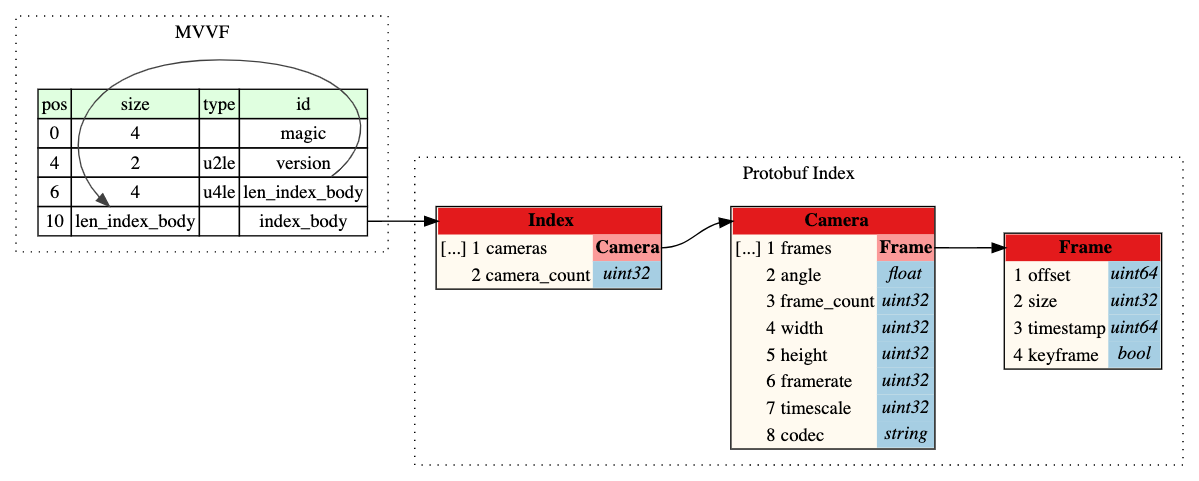 MVVF
pos size type id
0 4 magic
4 2 u2le version
6 4 u4le len_index_body
10 len_index_body index_body
Protobuf Index
Index
[...] 1 cameras Camera
2 camera_count uint32
Camera
[...] 1 frames Frame
2 angle float
3 frame_count uint32
4 width uint32
5 height uint32
6 framerate uint32
7 timescale uint32
8 codec string
Frame
1 offset uint64
2 size uint32
3 timestamp uint64
4 keyframe bool